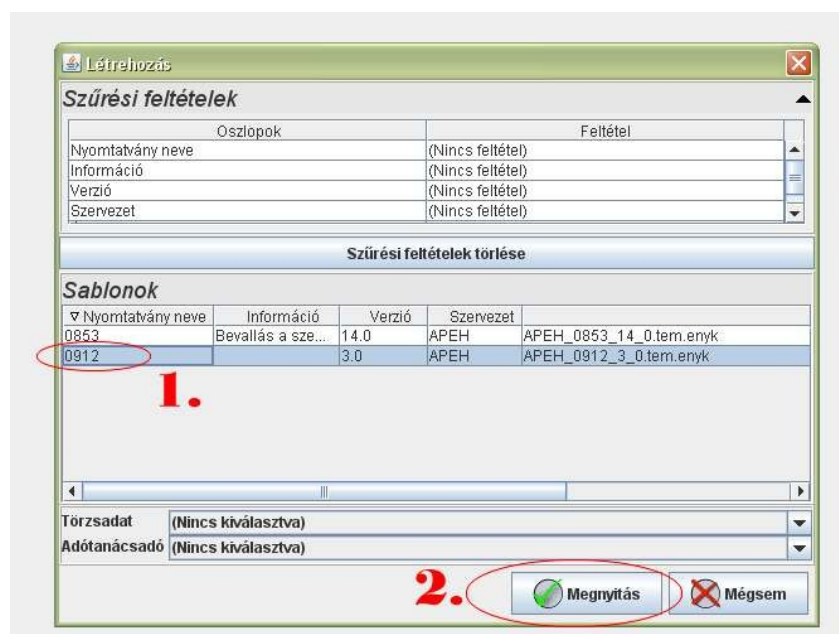 Létrehozás
Szűrési feltételek
Oszlopok Feltétel
Nyomtatvány neve (Nincs feltétel)
Információ (Nincs feltétel)
Verzió (Nincs feltétel)
Szervezet (Nincs feltétel)
Szűrési feltételek törlése
Sablonok
Nyomtatvány neve Információ Verzió Szervezet
0853 Bevallás a sze... 14.0 APEH APEH_0853_14_0.tem.enyk
0912 3.0 APEH APEH_0912_3_0.tem.enyk
1.
Törzsadat (Nincs kiválasztva)
Adótanácsadó (Nincs kiválasztva)
2. Megnyitás Mégsem